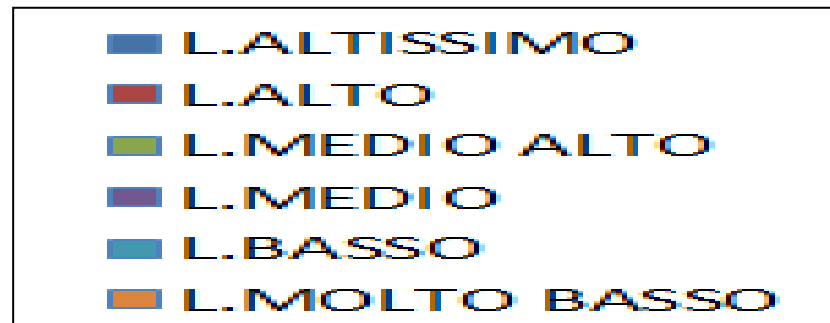 L.ALTISSIMO
L.ALTO
L.MEDIO ALTO
L.MEDIO
L.BASSO
L.MOLTO BASSO